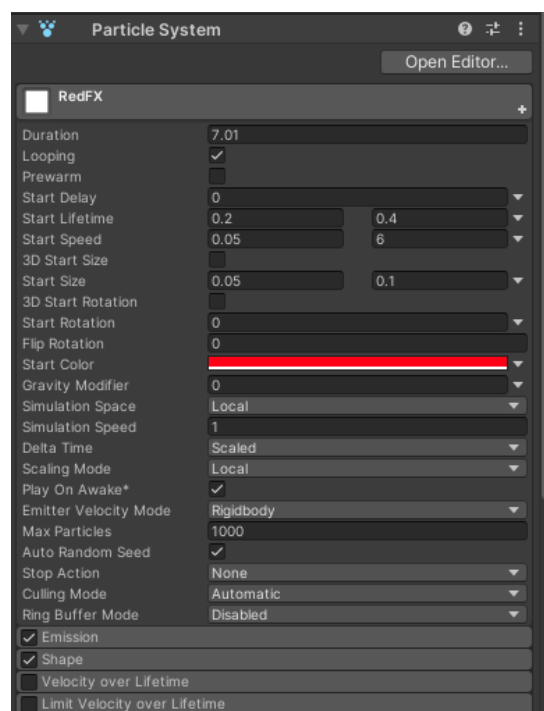 Particle System
Open Editor...
RedFX
Duration 7.01
Looping
Prewarm
Start Delay 0
Start Lifetime 0.2 0.4
Start Speed 0.05 6
3D Start Size
Start Size 0.05 0.1
3D Start Rotation
Start Rotation 0
Flip Rotation 0
Start Color
Gravity Modifier 0
Simulation Space Local
Simulation Speed 1
Delta Time Scaled
Scaling Mode Local
Play On Awake*
Emitter Velocity Mode Rigidbody
Max Particles 1000
Auto Random Seed
Stop Action None
Culling Mode Automatic
Ring Buffer Mode Disabled
Emission
Shape
Velocity over Lifetime
Limit Velocity over Lifetime